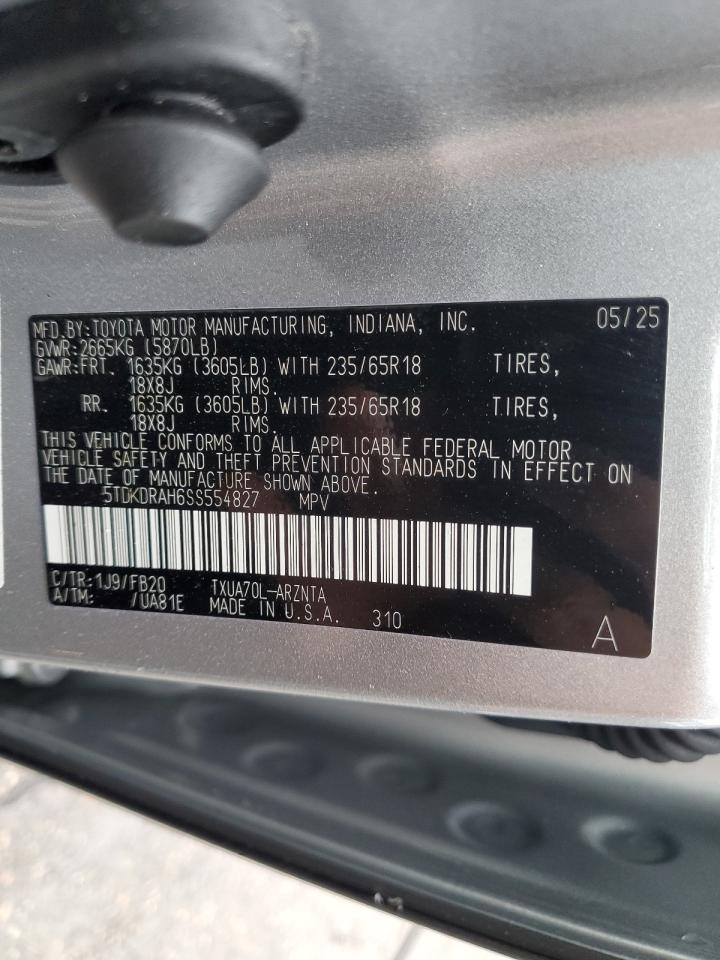 MFD.BY:TOYOTA MOTOR MANUFACTURING, INDIANA, INC. 05/25
GVWR:2665KG (5870LB)
GAWR:FRT. 1635KG (3605LB) WITH 235/65R18 TIRES,
18X8J RIMS.
RR. 1635KG (3605LB) WITH 235/65R18 TIRES,
18X8J RIMS.
THIS VEHICLE CONFORMS TO ALL APPLICABLE FEDERAL MOTOR
VEHICLE SAFETY AND THEFT PREVENTION STANDARDS IN EFFECT ON
THE DATE OF MANUFACTURE SHOWN ABOVE.
5TDKDRAH6SS554827 MPV
C/TR:1J9/FB20 TXUA70L-ARZNTA
A/TM: /UA81E MADE IN U.S.A. 310
A